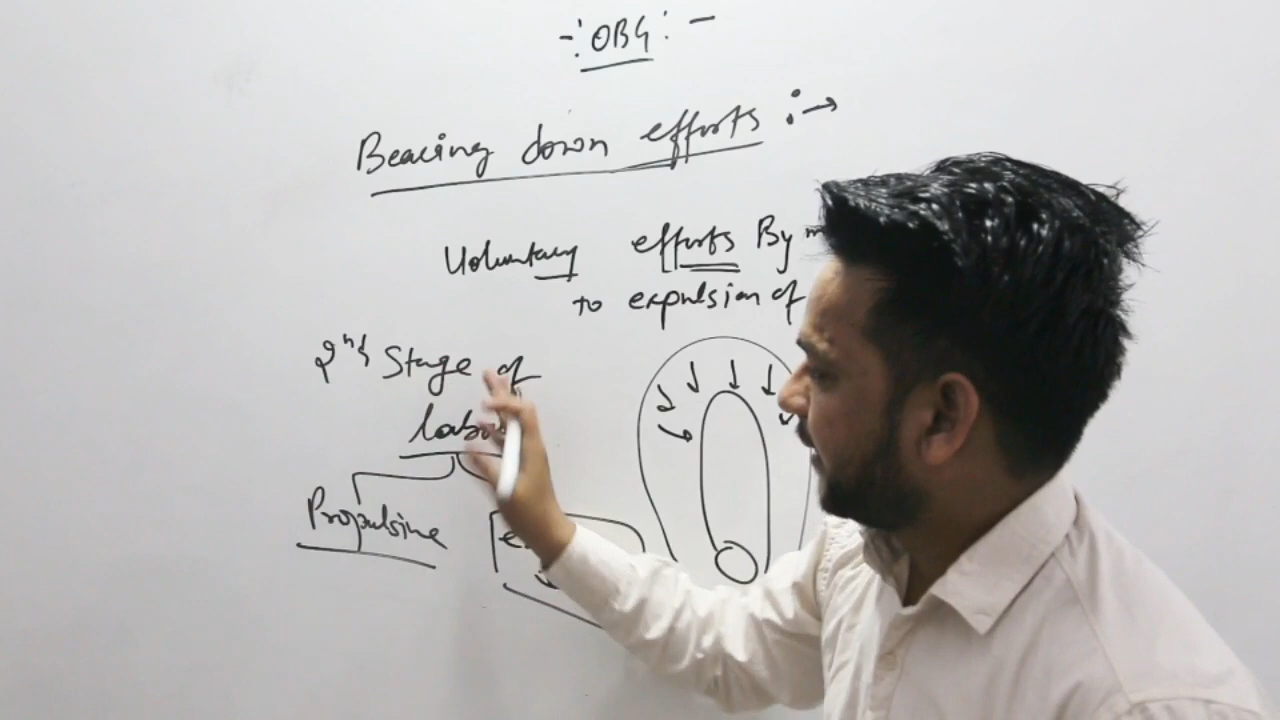 -: OBG : -
Bearing down efforts :→
Voluntary efforts By
to expulsion of
2nd Stage of
labo
Propulsive